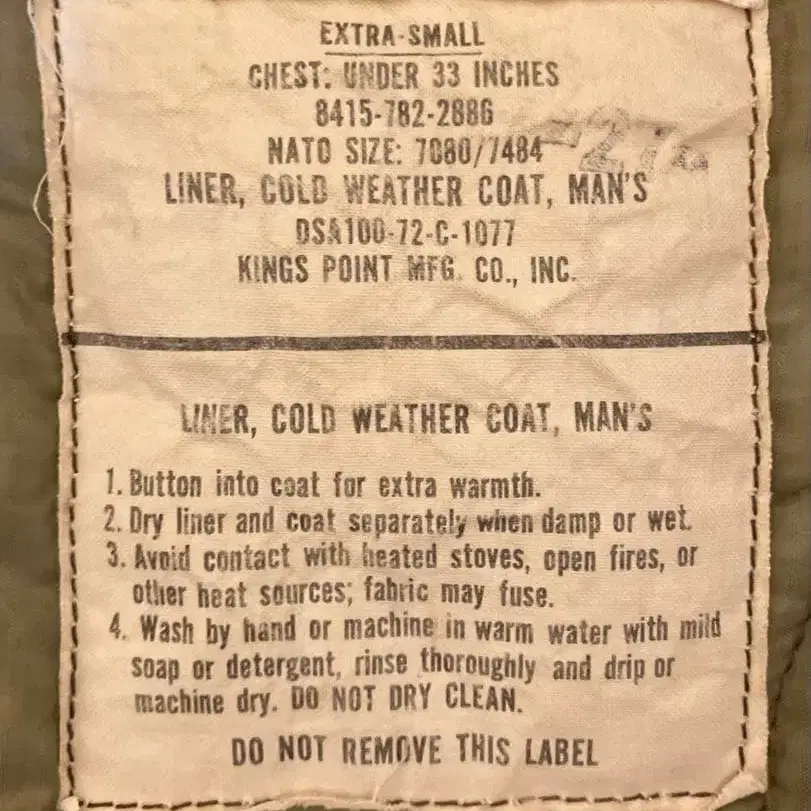 EXTRA-SMALL
CHEST: UNDER 33 INCHES
8415-782-2886
NATO SIZE: 7080/7484
LINER, COLD WEATHER COAT, MAN'S
DSA100-72-C-1077
KINGS POINT MFG. CO., INC.
LINER, COLD WEATHER COAT, MAN'S
1. Button into coat for extra warmth.
2. Dry liner and coat separately when damp or wet.
3. Avoid contact with heated stoves, open fires, or
other heat sources; fabric may fuse.
4. Wash by hand or machine in warm water with mild
soap or detergent, rinse thoroughly and drip or
machine dry. DO NOT DRY CLEAN.
DO NOT REMOVE THIS LABEL